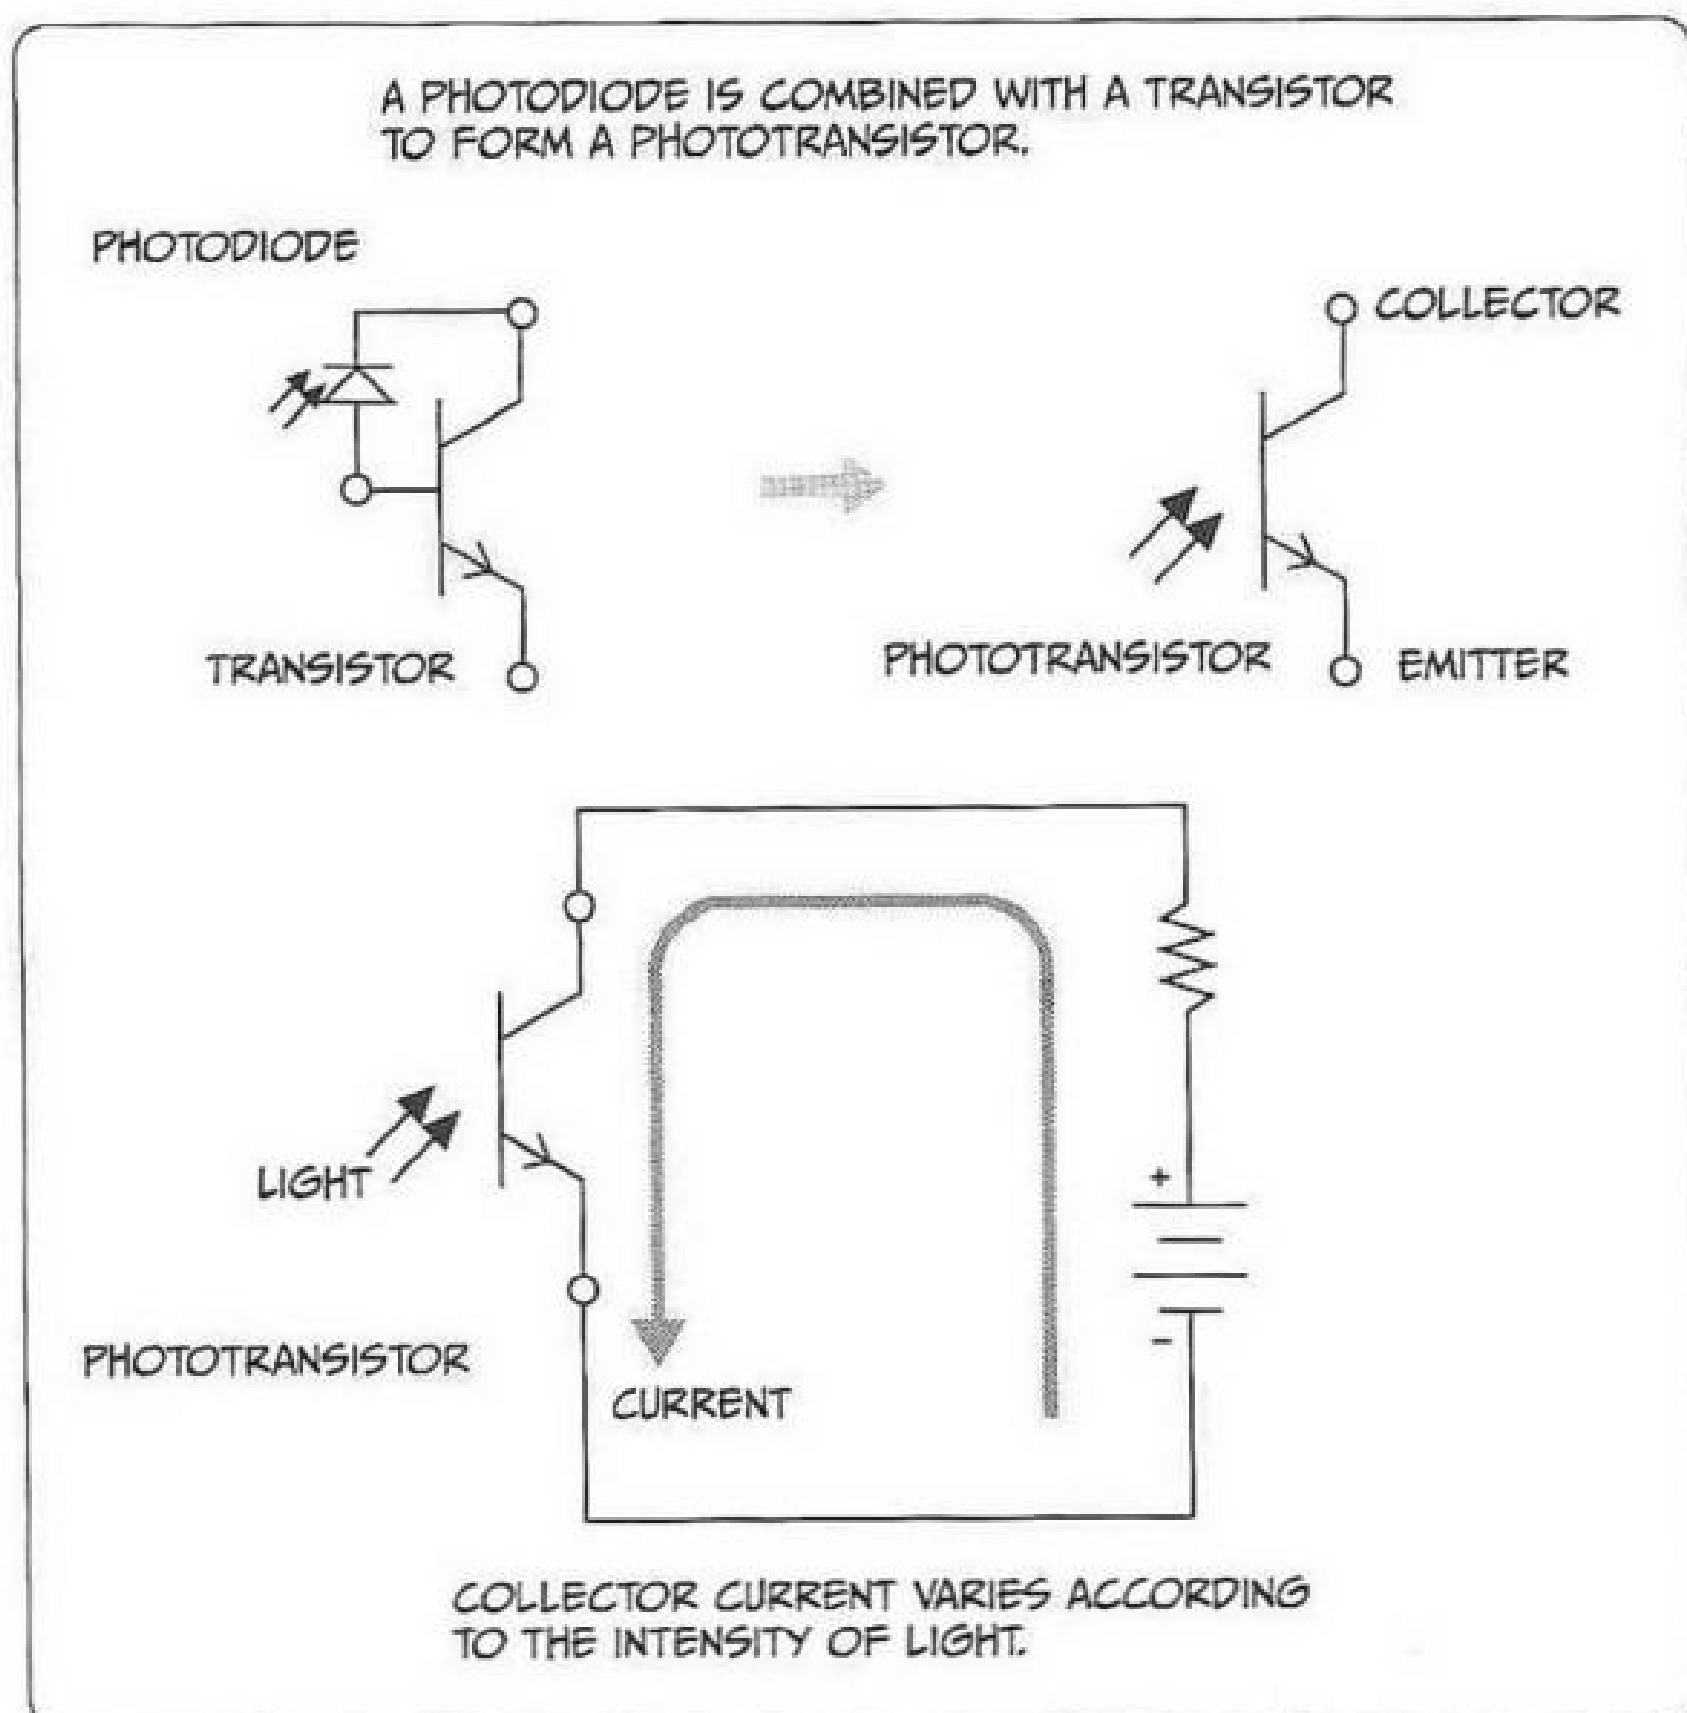 A PHOTODIODE IS COMBINED WITH A TRANSISTOR
TO FORM A PHOTOTRANSISTOR.
PHOTODIODE
COLLECTOR
TRANSISTOR
PHOTOTRANSISTOR
EMITTER
+
LIGHT
-
PHOTOTRANSISTOR
CURRENT
COLLECTOR CURRENT VARIES ACCORDING
TO THE INTENSITY OF LIGHT.